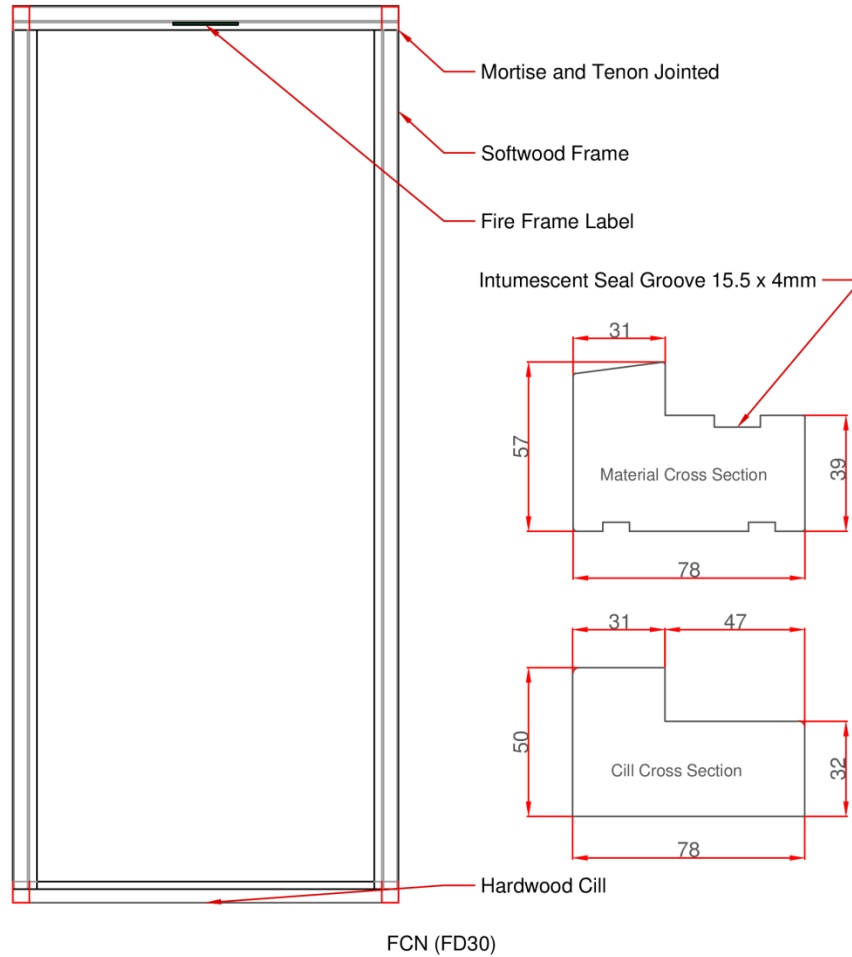 Mortise and Tenon Jointed
Softwood Frame
Fire Frame Label
Intumescent Seal Groove 15.5 x 4mm
31
57
39
Material Cross Section
78
31
47
50
32
Cill Cross Section
78
Hardwood Cill
FCN (FD30)